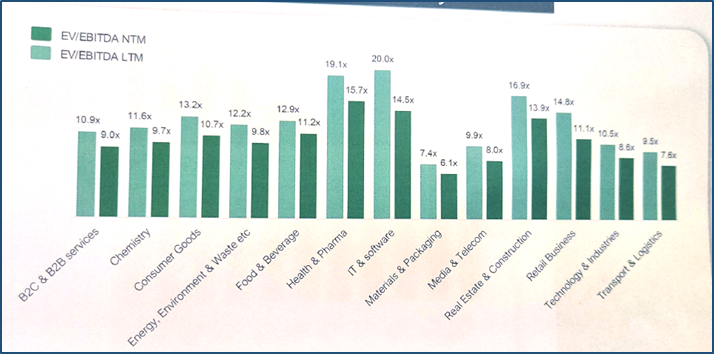 EV/EBITDA NTM
EV/EBITDA LTM
10.9x
9.0x
11.6x
9.7x
13.2x
10.7x
12.2x
9.8x
12.9x
11.2x
19.1x
15.7x
20.0x
14.5x
7.4x
6.1x
9.9x
8.0x
16.9x
13.9x
14.8x
11.1x
10.5x
8.6x
9.5x
7.6x
B2C & B2B services
Chemistry
Consumer Goods
Energy, Environment & Waste etc
Food & Beverage
Health & Pharma
IT & software
Materials & Packaging
Media & Telecom
Real Estate & Construction
Retail Business
Technology & Industries
Transport & Logistics